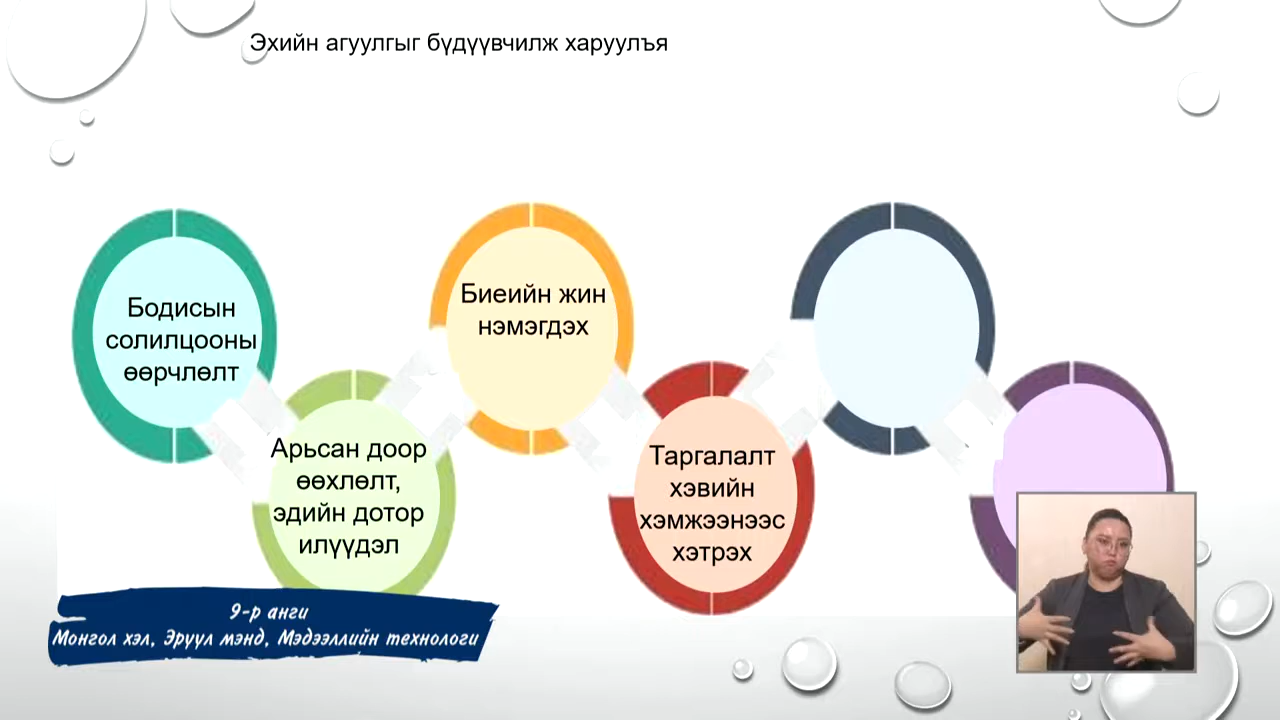 Эхийн агуулгыг бүдүүвчилж харуулъя
Бодисын
солилцооны
өөрчлөлт
Арьсан доор
өөхлөлт,
эдийн дотор
илүүдэл
Биеийн жин
нэмэгдэх
Таргалалт
хэвийн
хэмжээнээс
хэтрэх
9-р анги
Монгол хэл, Эрүүл мэнд, Мэдээллийн технологи